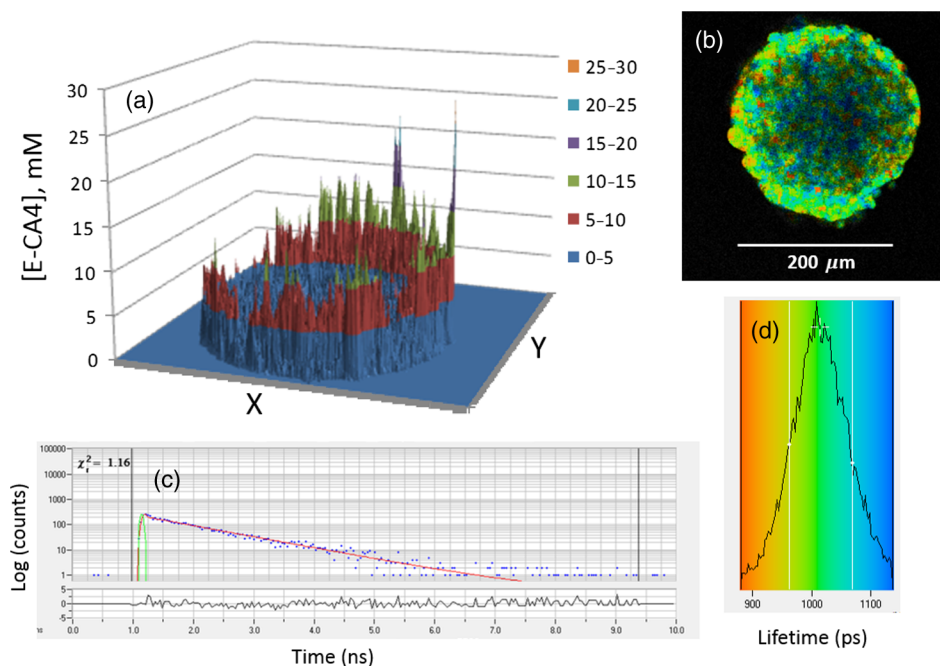 (a)
[E-CA4], mM
30
25
20
15
10
5
0
X
Y
25–30
20–25
15–20
10–15
5–10
0–5
(b)
200 μm
(c)
χr² = 1.16
Log (counts)
100000
10000
1000
100
10
1
5
0
-5
0.0 1.0 2.0 3.0 4.0 5.0 6.0 7.0 8.0 9.0 10.0
Time (ns)
(d)
900 1000 1100
Lifetime (ps)